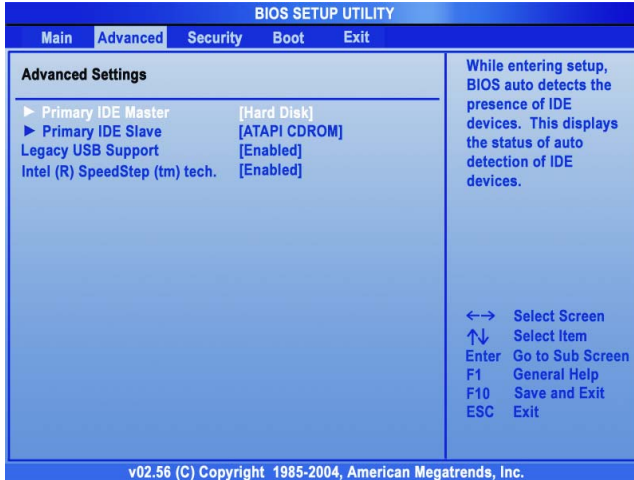 BIOS SETUP UTILITY
Main Advanced Security Boot Exit
Advanced Settings
► Primary IDE Master [Hard Disk]
► Primary IDE Slave [ATAPI CDROM]
Legacy USB Support [Enabled]
Intel (R) SpeedStep (tm) tech. [Enabled]
While entering setup,
BIOS auto detects the
presence of IDE
devices. This displays
the status of auto
detection of IDE
devices.
←→ Select Screen
↑↓ Select Item
Enter Go to Sub Screen
F1 General Help
F10 Save and Exit
ESC Exit
v02.56 (C) Copyright 1985-2004, American Megatrends, Inc.